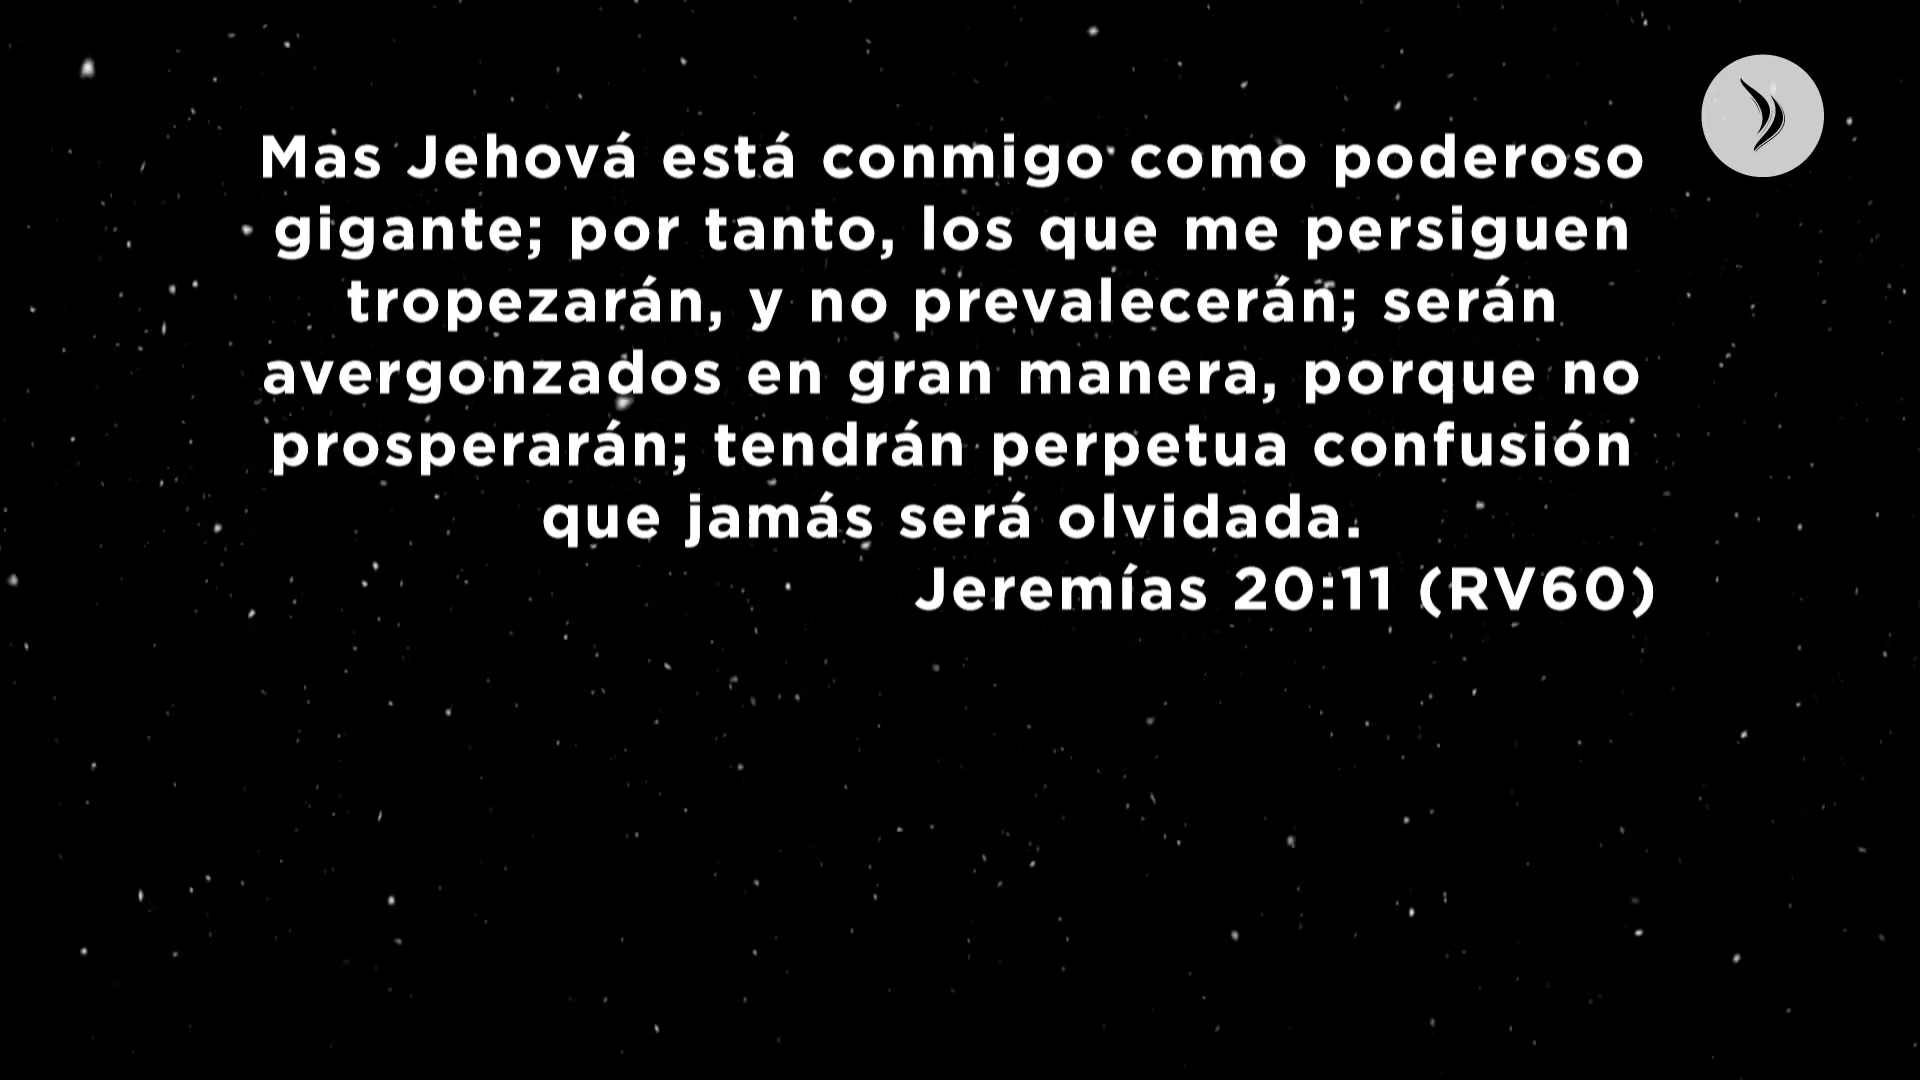 Mas Jehová está conmigo como poderoso
gigante; por tanto, los que me persiguen
tropezarán, y no prevalecerán; serán
avergonzados en gran manera, porque no
prosperarán; tendrán perpetua confusión
que jamás será olvidada.
Jeremías 20:11 (RV60)